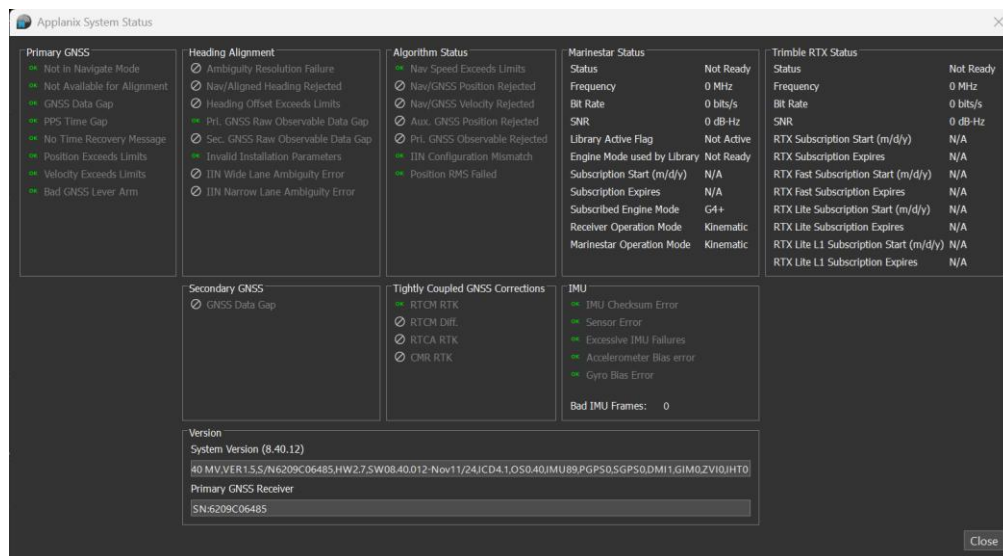 Applanix System Status
Primary GNSS
OK Not in Navigate Mode
OK Not Available for Alignment
OK GNSS Data Gap
OK PPS Time Gap
OK No Time Recovery Message
OK Position Exceeds Limits
OK Velocity Exceeds Limits
OK Bad GNSS Lever Arm
Heading Alignment
Ambiguity Resolution Failure
Nav/Aligned Heading Rejected
Heading Offset Exceeds Limits
OK Pri. GNSS Raw Observable Data Gap
Sec. GNSS Raw Observable Data Gap
OK Invalid Installation Parameters
IIN Wide Lane Ambiguity Error
IIN Narrow Lane Ambiguity Error
Algorithm Status
OK Nav Speed Exceeds Limits
Nav/GNSS Position Rejected
Nav/GNSS Velocity Rejected
Aux. GNSS Position Rejected
Pri. GNSS Observable Rejected
OK IIN Configuration Mismatch
OK Position RMS Failed
Marinestar Status
Status Not Ready
Frequency 0 MHz
Bit Rate 0 bits/s
SNR 0 dB-Hz
Library Active Flag Not Active
Engine Mode used by Library Not Ready
Subscription Start (m/d/y) N/A
Subscription Expires N/A
Subscribed Engine Mode G4+
Receiver Operation Mode Kinematic
Marinestar Operation Mode Kinematic
Trimble RTX Status
Status Not Ready
Frequency 0 MHz
Bit Rate 0 bits/s
SNR 0 dB-Hz
RTX Subscription Start (m/d/y) N/A
RTX Subscription Expires N/A
RTX Fast Subscription Start (m/d/y) N/A
RTX Fast Subscription Expires N/A
RTX Lite Subscription Start (m/d/y) N/A
RTX Lite Subscription Expires N/A
RTX Lite L1 Subscription Start (m/d/y) N/A
RTX Lite L1 Subscription Expires N/A
Secondary GNSS
GNSS Data Gap
Tightly Coupled GNSS Corrections
OK RTCM RTK
RTCM Diff.
RTCA RTK
CMR RTK
IMU
OK IMU Checksum Error
OK Sensor Error
OK Excessive IMU Failures
OK Accelerometer Bias error
OK Gyro Bias Error
Bad IMU Frames: 0
Version
System Version (8.40.12)
40 MV,VER1.5,S/N6209C06485,HW2.7,SW08.40.012-Nov11/24,ICD4.1,OS0.40,IMU89,PGPS0,SGPS0,DMI1,GIM0,ZVI0,IHT0
Primary GNSS Receiver
SN:6209C06485
Close